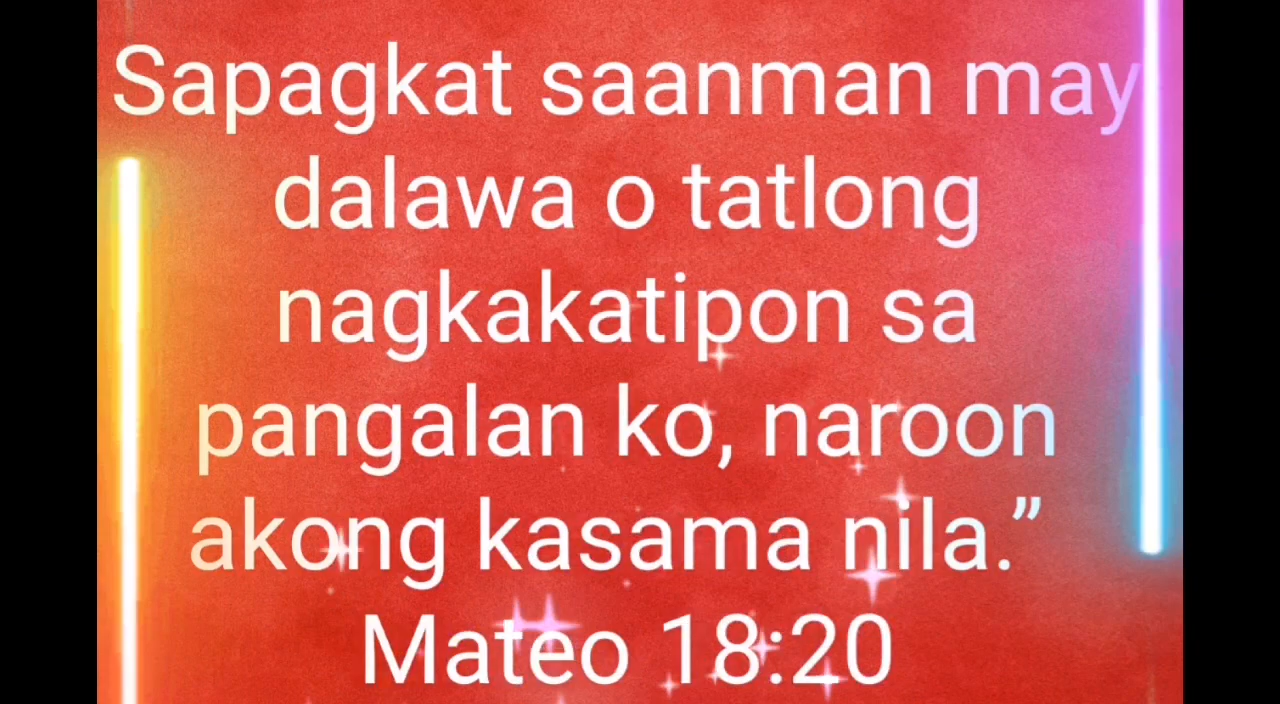 Sapagkat saanman may
dalawa o tatlong
nagkakatipon sa
pangalan ko, naroon
akong kasama nila.”
Mateo 18:20